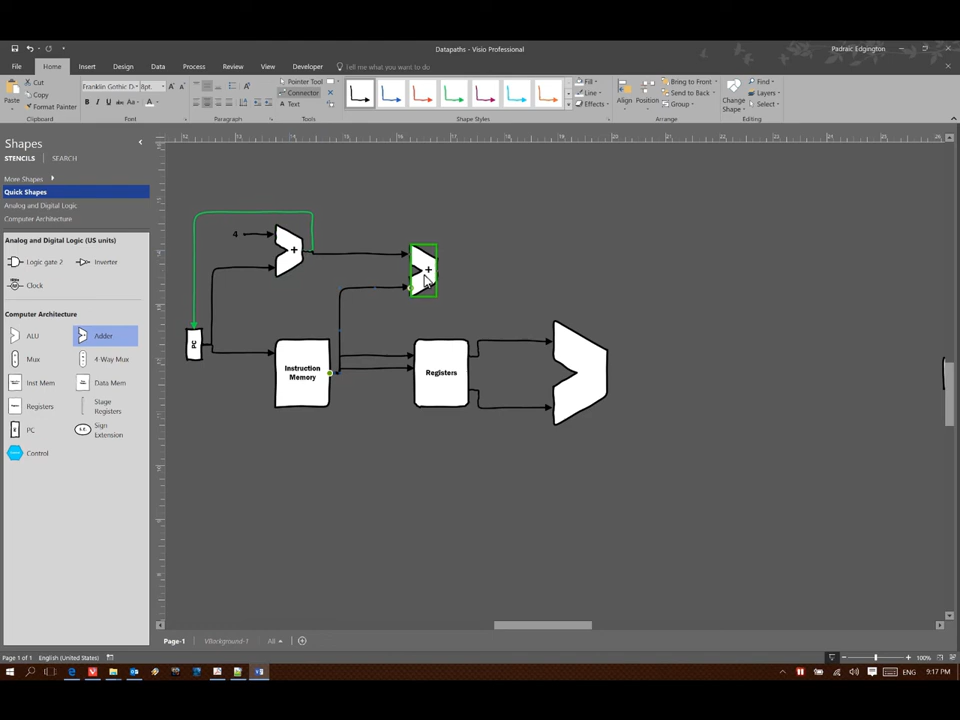 Datapaths - Visio Professional
Padraic Edgington
File Home Insert Design Data Process Review View Developer Tell me what you want to do
Paste
Cut
Copy
Format Painter
Clipboard
Franklin Gothic D 8pt.
B I U abc Aa A
Font
Paragraph
Pointer Tool
Connector
Text
Tools
Shape Styles
Fill
Line
Effects
Align Position
Bring to Front
Send to Back
Group
Arrange
Change Shape
Find
Layers
Select
Editing
Shapes
STENCILS SEARCH
More Shapes
Quick Shapes
Analog and Digital Logic
Computer Architecture
Analog and Digital Logic (US units)
Logic gate 2 Inverter
Clock
Computer Architecture
ALU Adder
Mux 4-Way Mux
Inst Mem Data Mem
Registers Stage Registers
PC Sign Extension
Control
4
+
+
PC
Instruction
Memory
Registers
Page-1 VBackground-1 All
Page 1 of 1 English (United States)
100%
ENG 9:17 PM